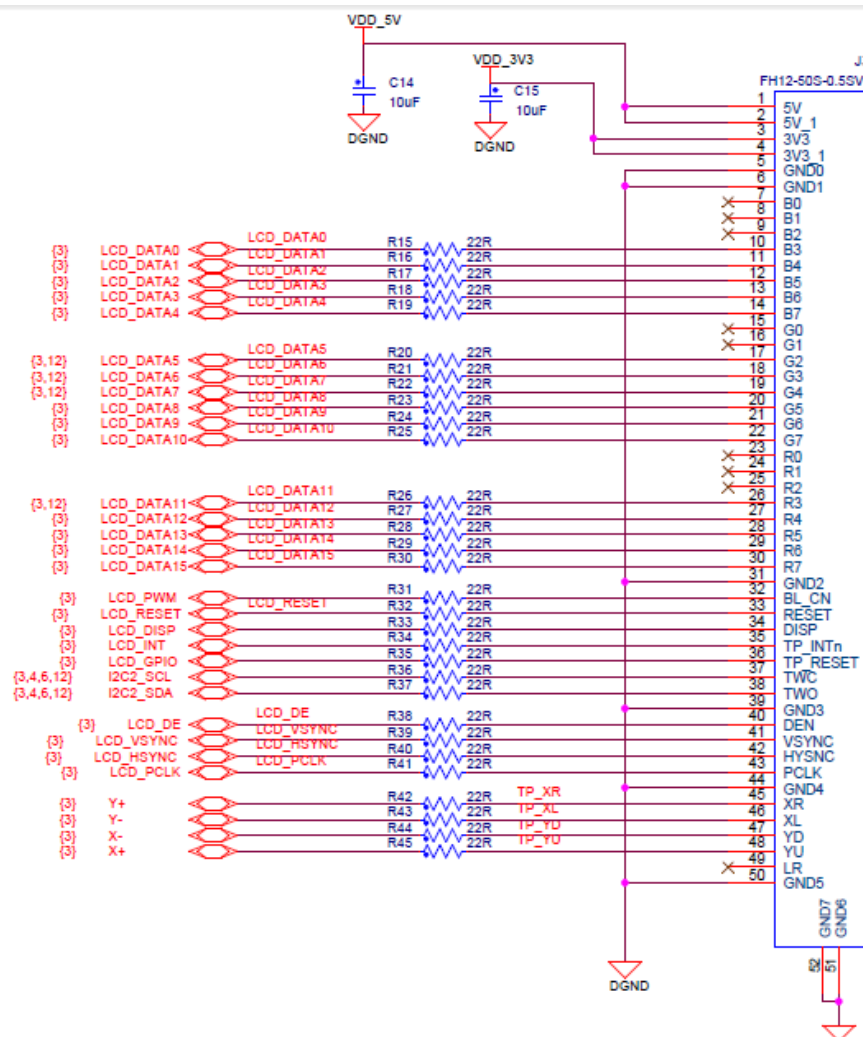 VDD_5V
VDD_3V3
C14
10uF
DGND
C15
10uF
DGND
FH12-50S-0.5SV
1 5V
2 5V_1
3 3V3
4 3V3_1
5 GND0
6 GND1
7 B0
8 B1
9 B2
{3} LCD_DATA0 LCD_DATA0 R15 22R 10 B3
{3} LCD_DATA1 LCD_DATA1 R16 22R 11 B4
{3} LCD_DATA2 LCD_DATA2 R17 22R 12 B5
{3} LCD_DATA3 LCD_DATA3 R18 22R 13 B6
{3} LCD_DATA4 LCD_DATA4 R19 22R 14 B7
15 G0
16 G1
{3,12} LCD_DATA5 LCD_DATA5 R20 22R 17 G2
{3,12} LCD_DATA6 LCD_DATA6 R21 22R 18 G3
{3,12} LCD_DATA7 LCD_DATA7 R22 22R 19 G4
{3} LCD_DATA8 LCD_DATA8 R23 22R 20 G5
{3} LCD_DATA9 LCD_DATA9 R24 22R 21 G6
{3} LCD_DATA10 LCD_DATA10 R25 22R 22 G7
23 R0
24 R1
25 R2
{3,12} LCD_DATA11 LCD_DATA11 R26 22R 26 R3
{3} LCD_DATA12 LCD_DATA12 R27 22R 27 R4
{3} LCD_DATA13 LCD_DATA13 R28 22R 28 R5
{3} LCD_DATA14 LCD_DATA14 R29 22R 29 R6
{3} LCD_DATA15 LCD_DATA15 R30 22R 30 R7
31 GND2
{3} LCD_PWM R31 22R 32 BL_CN
{3} LCD_RESET LCD_RESET R32 22R 33 RESET
{3} LCD_DISP R33 22R 34 DISP
{3} LCD_INT R34 22R 35 TP_INTn
{3} LCD_GPIO R35 22R 36 TP_RESET
{3,4,6,12} I2C2_SCL R36 22R 37 TWC
{3,4,6,12} I2C2_SDA R37 22R 38 TWO
39 GND3
{3} LCD_DE LCD_DE R38 22R 40 DEN
{3} LCD_VSYNC LCD_VSYNC R39 22R 41 VSYNC
{3} LCD_HSYNC LCD_HSYNC R40 22R 42 HYSNC
{3} LCD_PCLK LCD_PCLK R41 22R 43 PCLK
44 GND4
{3} Y+ R42 22R TP_XR 45 XR
{3} Y- R43 22R TP_XL 46 XL
{3} X- R44 22R TP_YD 47 YD
{3} X+ R45 22R TP_YU 48 YU
49 LR
50 GND5
GND7 GND6
52 51
DGND